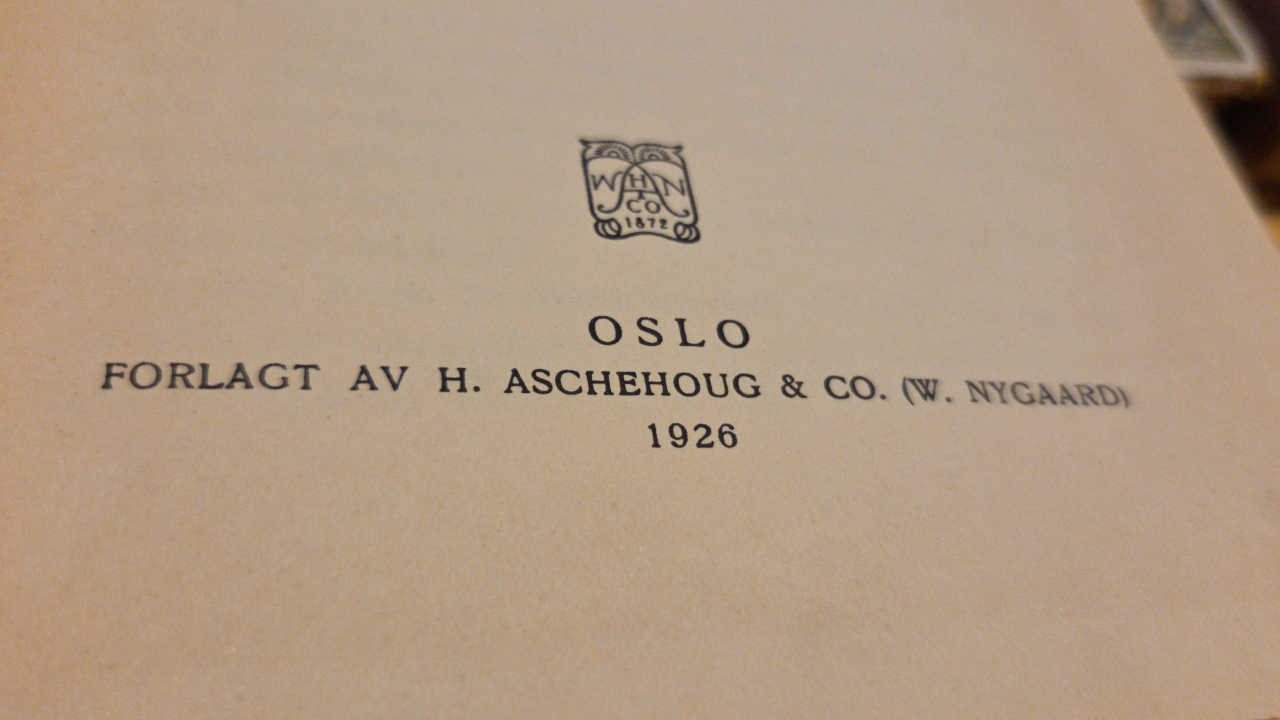 W H N
CO
1872
OSLO
FORLAGT AV H. ASCHEHOUG & CO. (W. NYGAARD)
1926